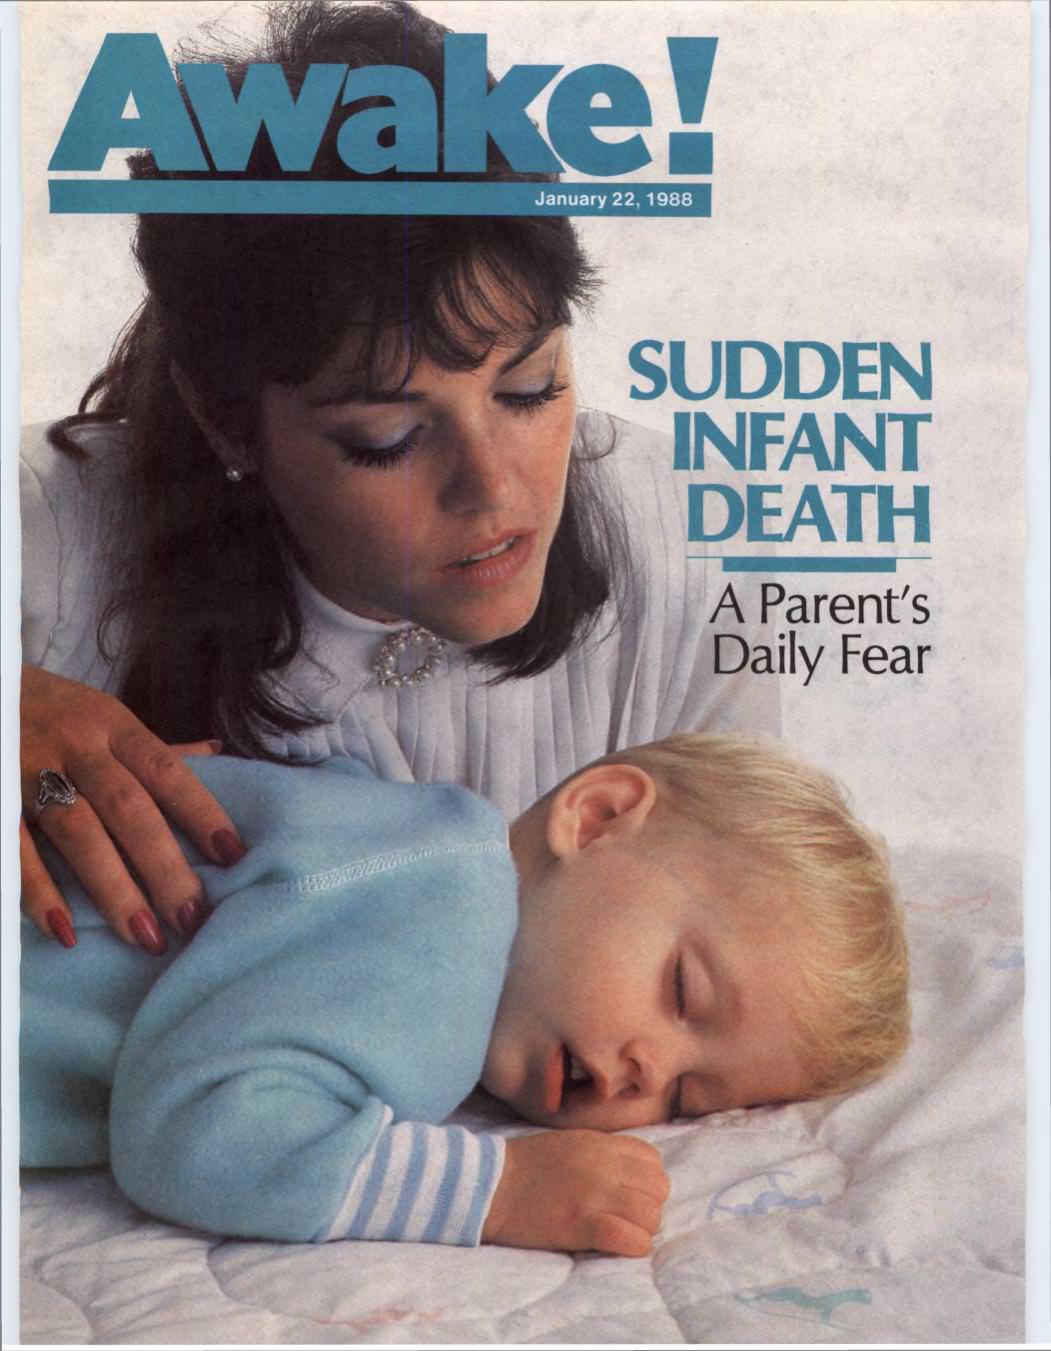 Awake!
January 22, 1988
SUDDEN
INFANT
DEATH
A Parent's
Daily Fear